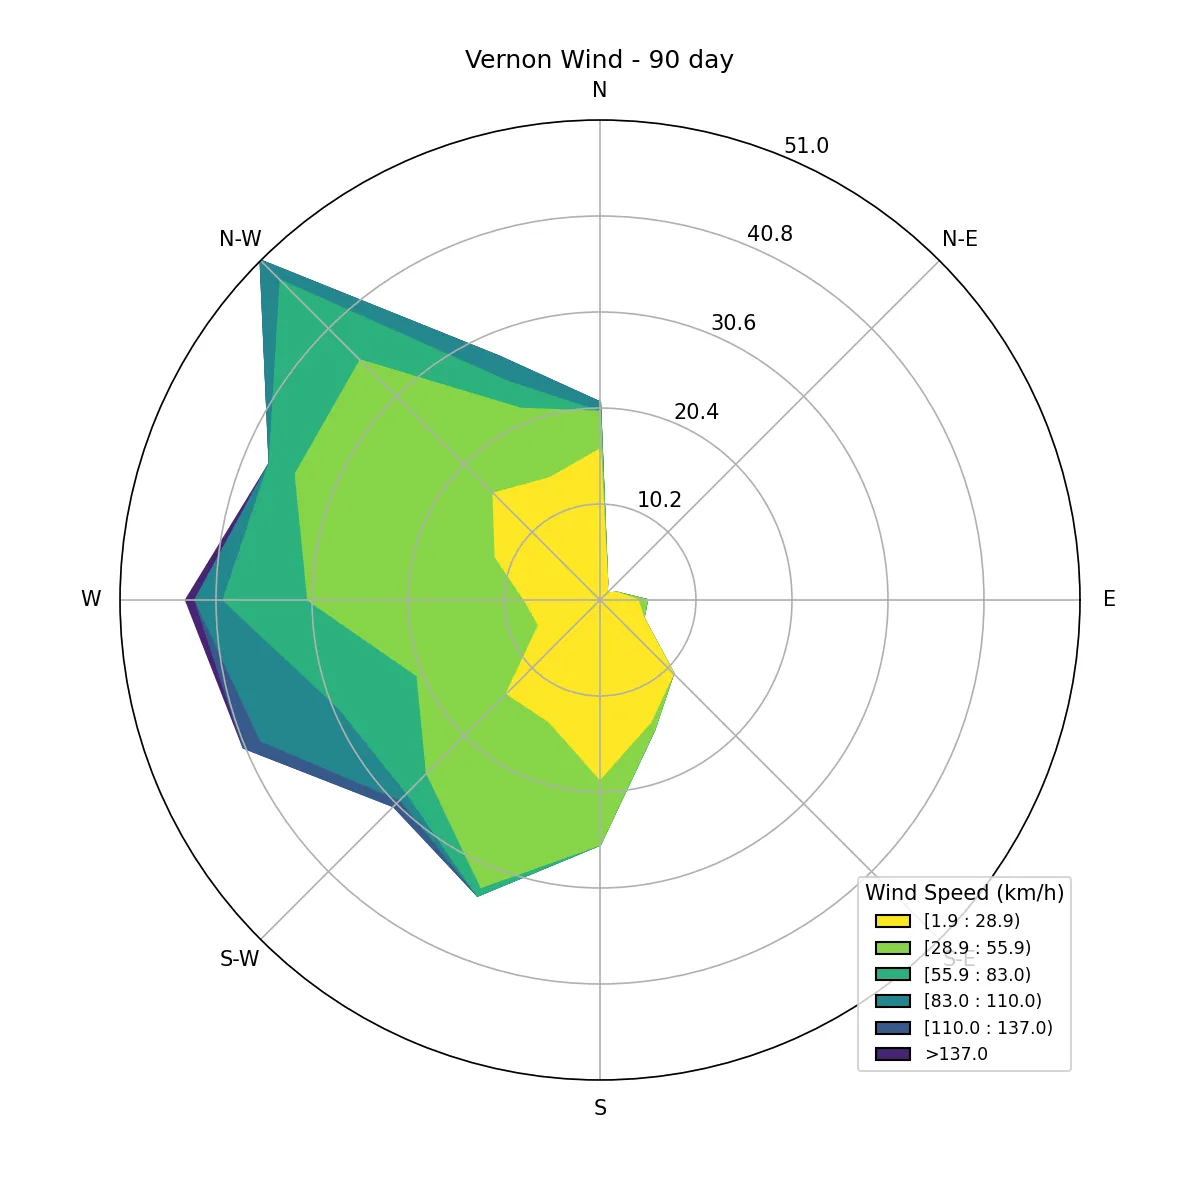 Vernon Wind - 90 day
N
51.0
40.8
N-W
N-E
30.6
20.4
10.2
W
E
Wind Speed (km/h)
[1.9 : 28.9)
[28.9 : 55.9)
S-W
S-E
[55.9 : 83.0)
[83.0 : 110.0)
[110.0 : 137.0)
>137.0
S